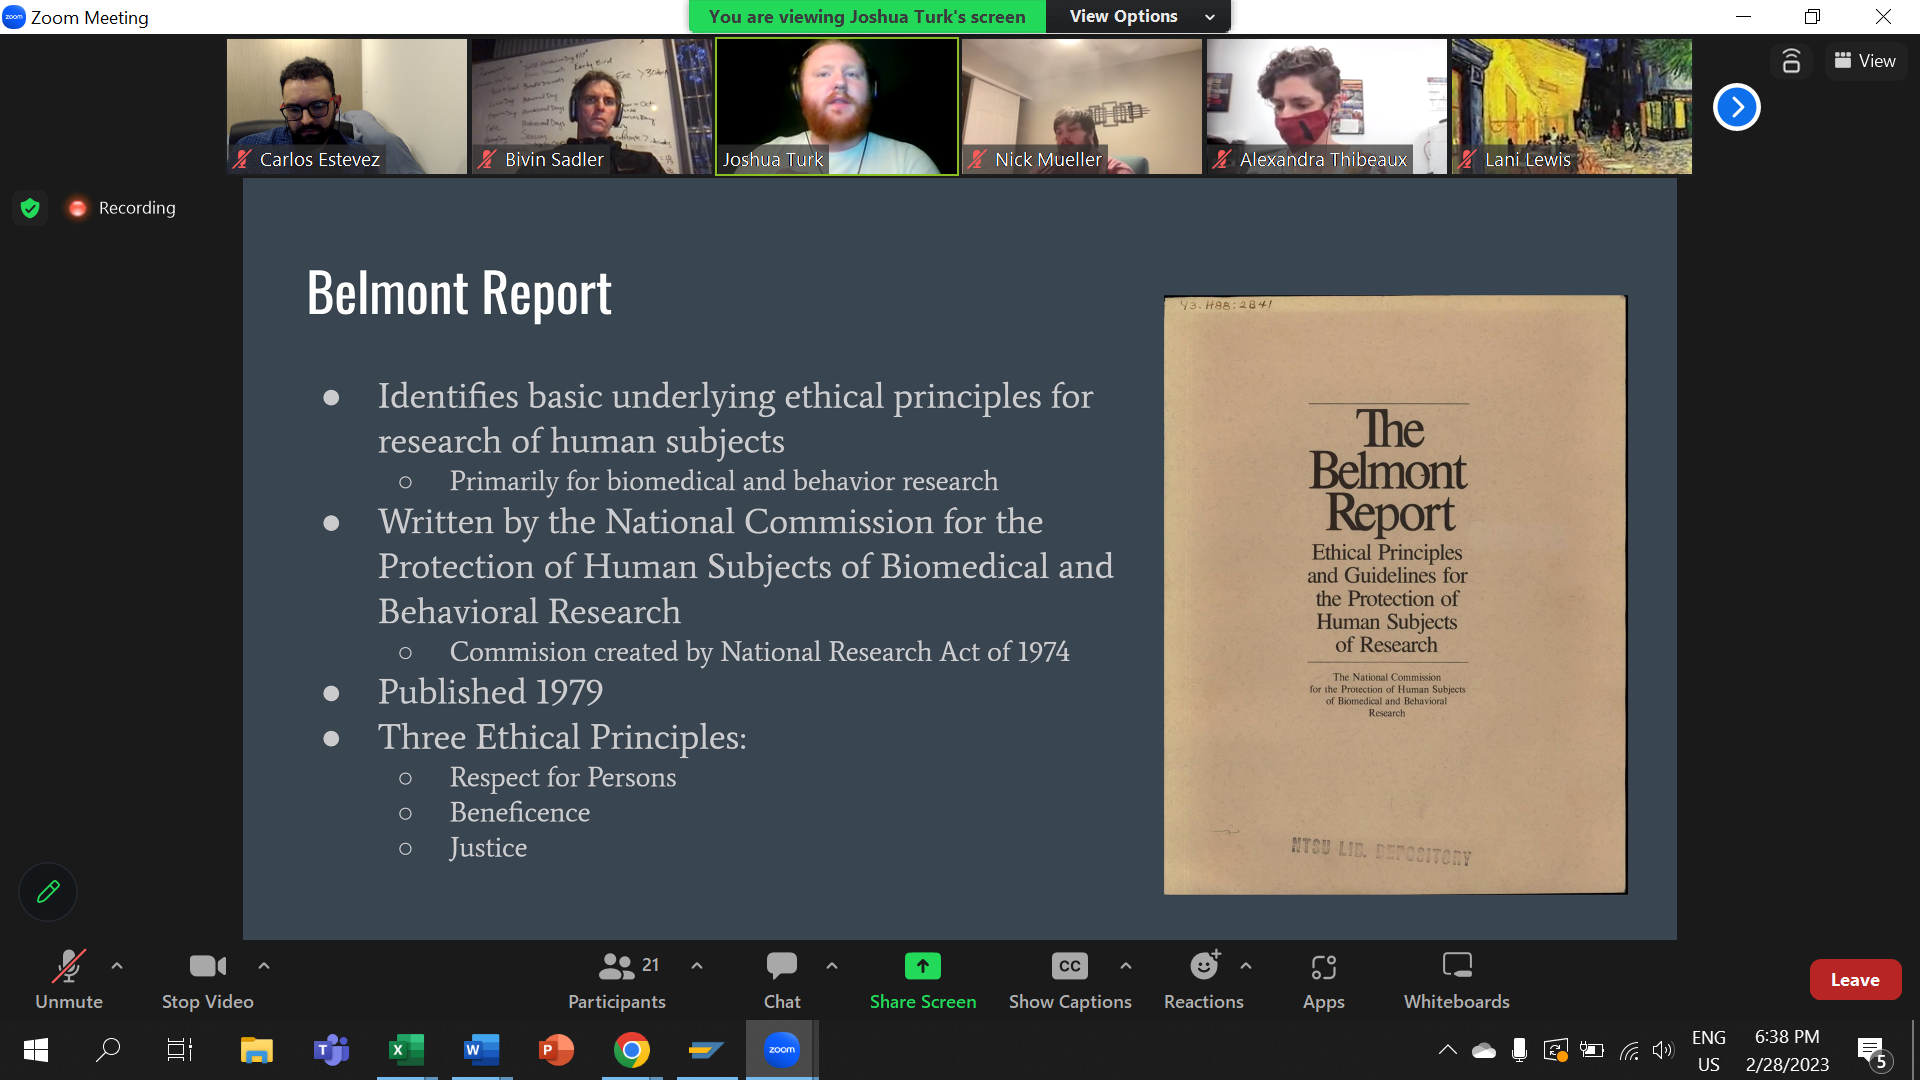 Zoom Meeting
You are viewing Joshua Turk's screen
View Options
View
Early Bird
Carlos Estevez
Bivin Sadler
Joshua Turk
Nick Mueller
Alexandra Thibeaux
Lani Lewis
Recording
Belmont Report
Identifies basic underlying ethical principles for
research of human subjects
Primarily for biomedical and behavior research
Written by the National Commission for the
Protection of Human Subjects of Biomedical and
Behavioral Research
Commision created by National Research Act of 1974
Published 1979
Three Ethical Principles:
Respect for Persons
Beneficence
Justice
Y3.H88:2B41
The
Belmont
Report
Ethical Principles
and Guidelines for
the Protection of
Human Subjects
of Research
The National Commission
for the Protection of Human Subjects
of Biomedical and Behavioral
Research
NTSU LIB. DEPOSITORY
21
CC
Unmute
Stop Video
Participants
Chat
Share Screen
Show Captions
Reactions
Apps
Whiteboards
Leave
zoom
ENG
US
6:38 PM
2/28/2023
5